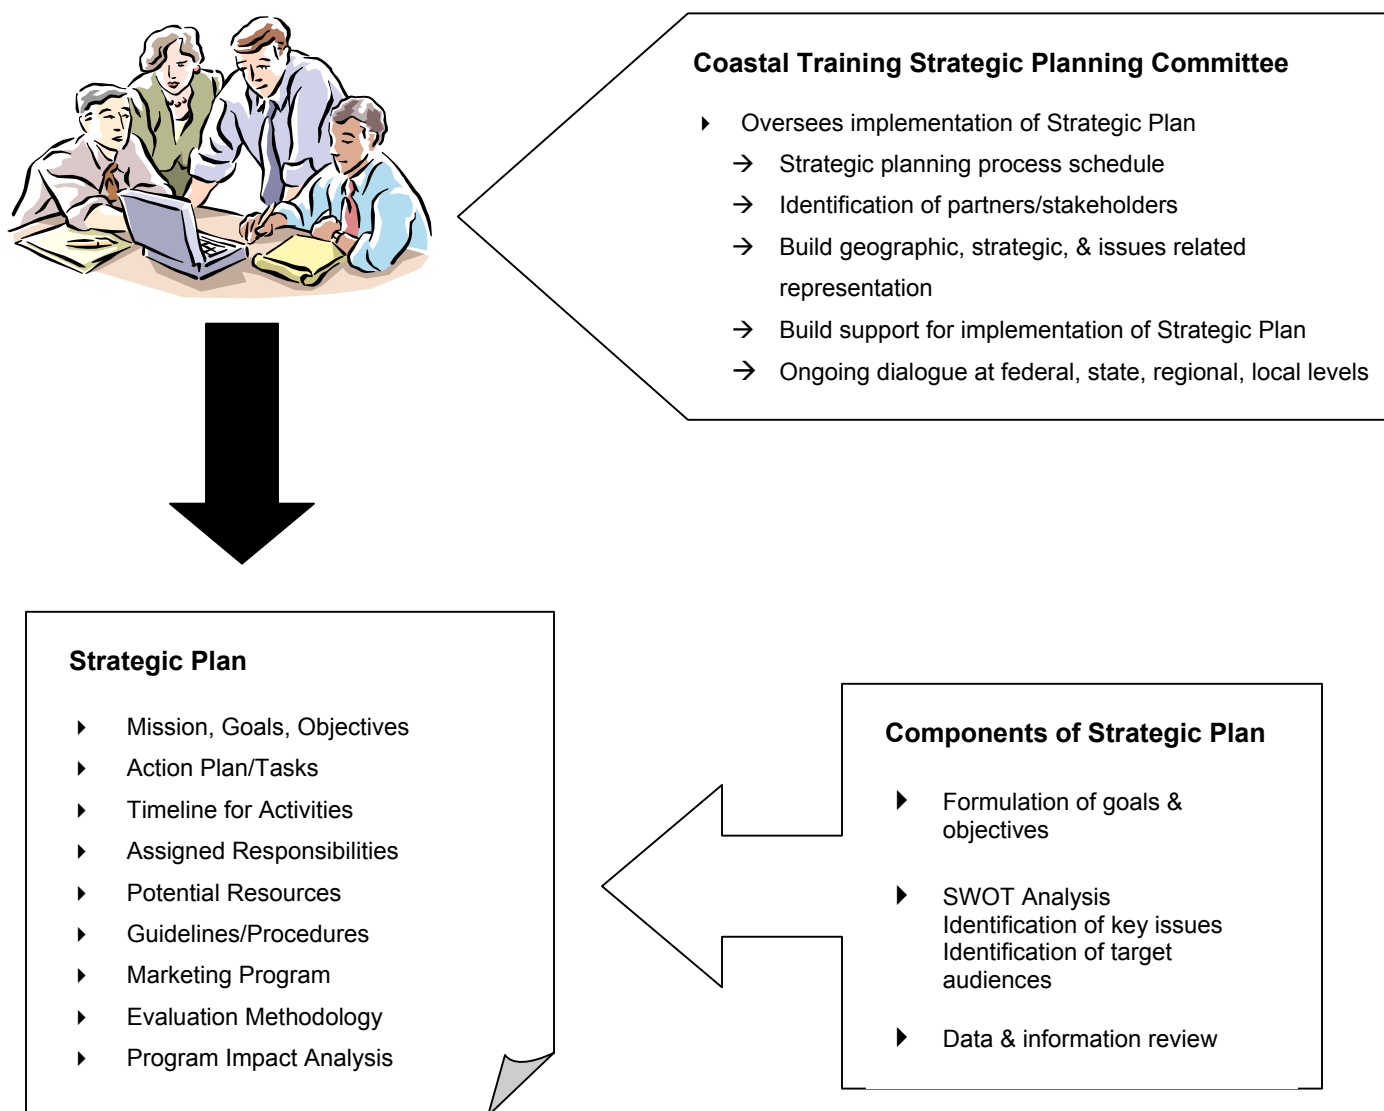 Coastal Training Strategic Planning Committee
Oversees implementation of Strategic Plan
Strategic planning process schedule
Identification of partners/stakeholders
Build geographic, strategic, & issues related
representation
Build support for implementation of Strategic Plan
Ongoing dialogue at federal, state, regional, local levels
Strategic Plan
Mission, Goals, Objectives
Action Plan/Tasks
Timeline for Activities
Assigned Responsibilities
Potential Resources
Guidelines/Procedures
Marketing Program
Evaluation Methodology
Program Impact Analysis
Components of Strategic Plan
Formulation of goals &
objectives
SWOT Analysis
Identification of key issues
Identification of target
audiences
Data & information review